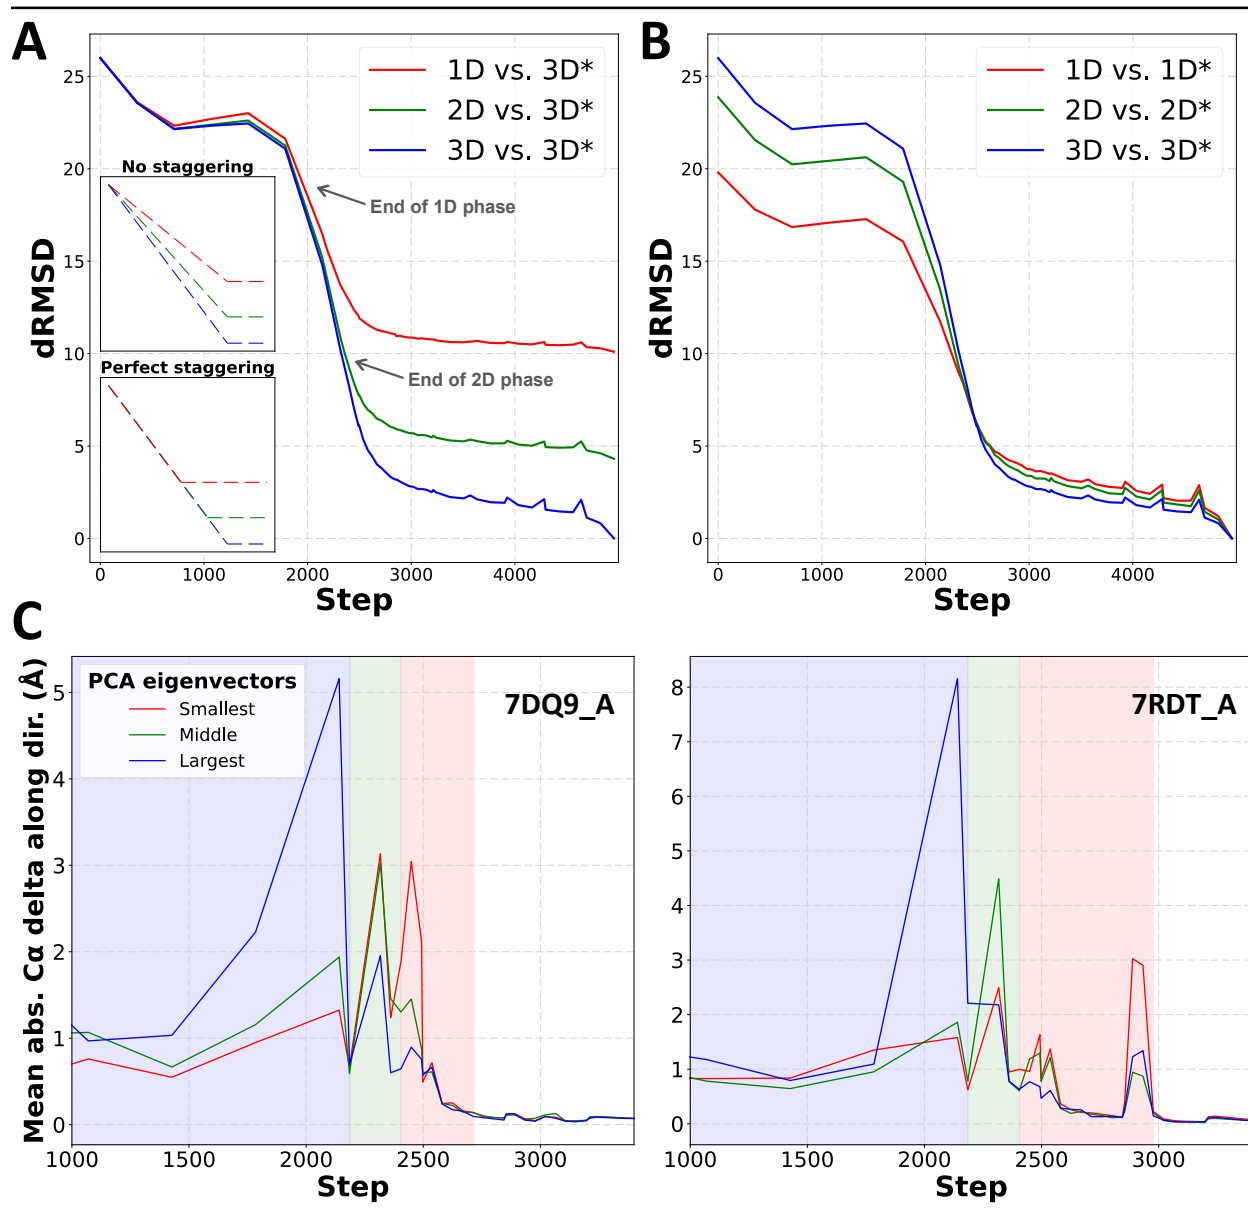 A
dRMSD
25
20
15
10
5
0
1D vs. 3D*
2D vs. 3D*
3D vs. 3D*
No staggering
End of 1D phase
Perfect staggering
End of 2D phase
0 1000 2000 3000 4000
Step
B
dRMSD
25
20
15
10
5
0
1D vs. 1D*
2D vs. 2D*
3D vs. 3D*
0 1000 2000 3000 4000
Step
C
Mean abs. Cα delta along dir. (Å)
5
4
3
2
1
0
PCA eigenvectors
Smallest
Middle
Largest
7DQ9_A
1000 1500 2000 2500 3000
Step
8
7
6
5
4
3
2
1
0
7RDT_A
1000 1500 2000 2500 3000
Step